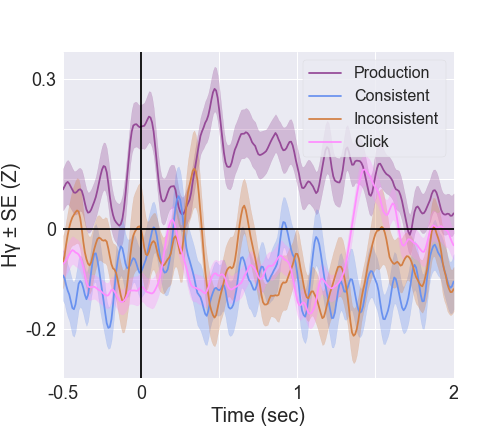 Production
Consistent
Inconsistent
Click
0.3
0
-0.2
Hγ ± SE (Z)
-0.5
0
1
2
Time (sec)